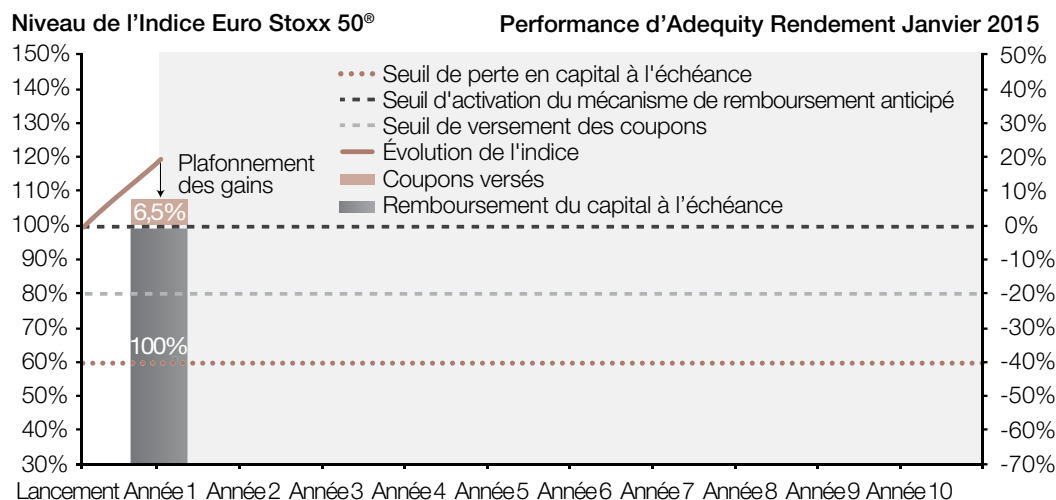 Niveau de l'Indice Euro Stoxx 50®
Performance d'Adequity Rendement Janvier 2015
150%
140%
130%
120%
110%
100%
90%
80%
70%
60%
50%
40%
30%
Seuil de perte en capital à l'échéance
Seuil d'activation du mécanisme de remboursement anticipé
Seuil de versement des coupons
Évolution de l'indice
Coupons versés
Remboursement du capital à l'échéance
Plafonnement
des gains
6,5%
100%
50%
40%
30%
20%
10%
0%
-10%
-20%
-30%
-40%
-50%
-60%
-70%
Lancement Année 1 Année 2 Année 3 Année 4 Année 5 Année 6 Année 7 Année 8 Année 9 Année 10